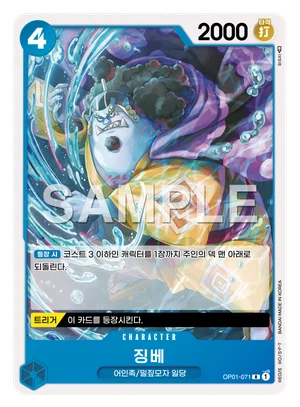 4
2000
타격
打
SAMPLE
등장 시 코스트 3 이하인 캐릭터를 1장까지 주인의 덱 맨 아래로
되돌린다.
트리거 이 카드를 등장시킨다.
CHARACTER
징베
어인족/밀짚모자 일당
OP01-071 R
BANDAI MADE IN KOREA